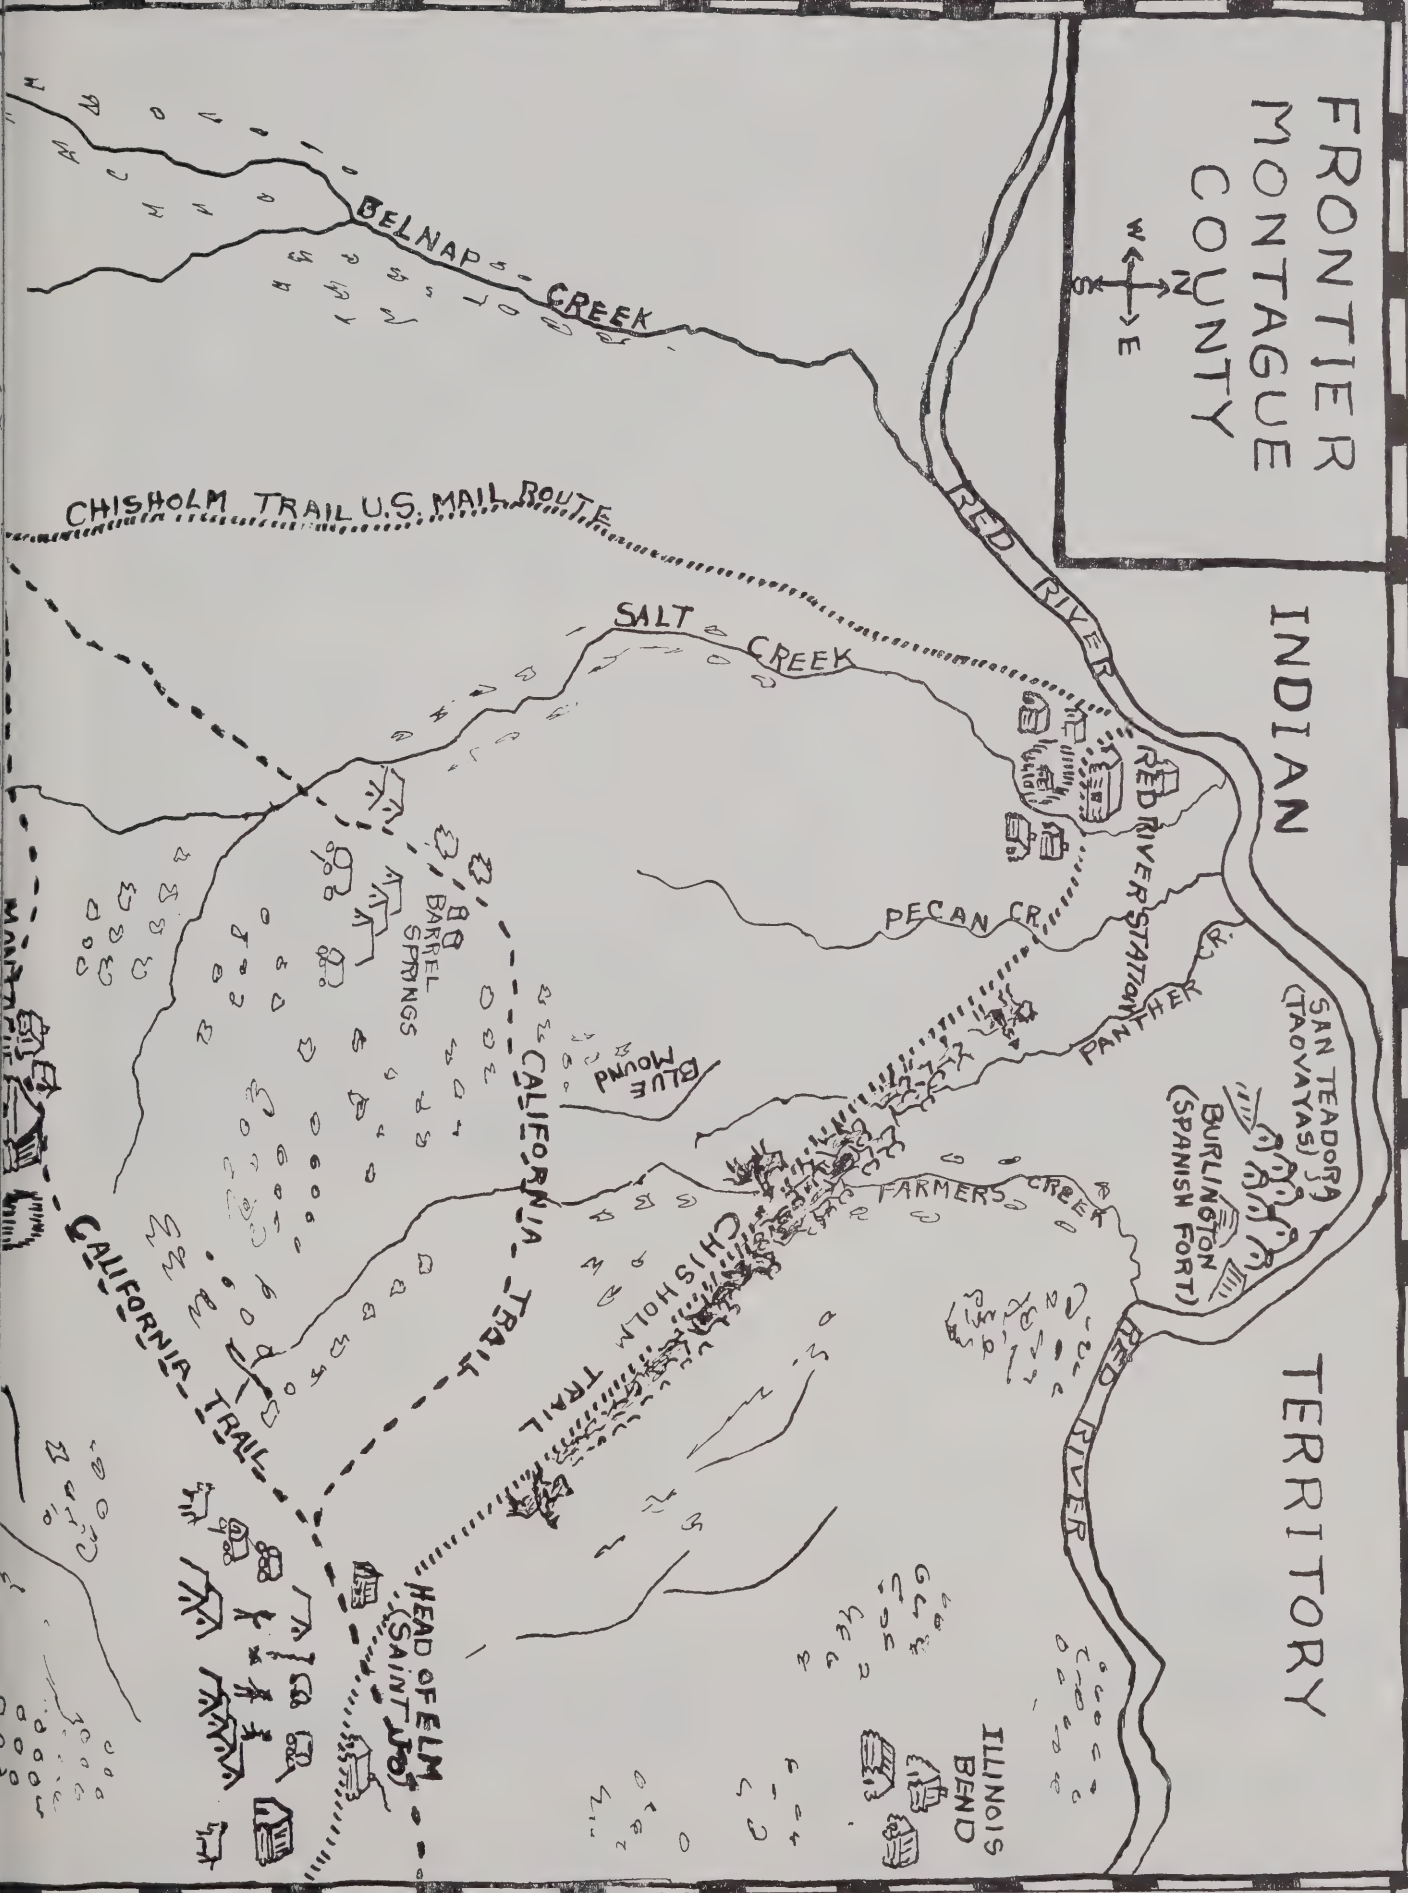 FRONTIER
MONTAGUE
COUNTY
N
W
E
S
INDIAN
TERRITORY
RED RIVER
RED RIVER
SAN TEADORA
(TAOVAYAS)
BURLINGTON
(SPANISH FORT)
RED RIVER STATION
PANTHER
CR.
PECAN CR.
FARMERS CREEK
ILLINOIS
BEND
BELNAP CREEK
SALT CREEK
CHISHOLM TRAIL U.S. MAIL ROUTE
BLUE
MOUND
CHISHOLM TRAIL
BARREL
SPRINGS
CALIFORNIA TRAIL
CALIFORNIA TRAIL
HEAD OF ELM
(SAINT JO)